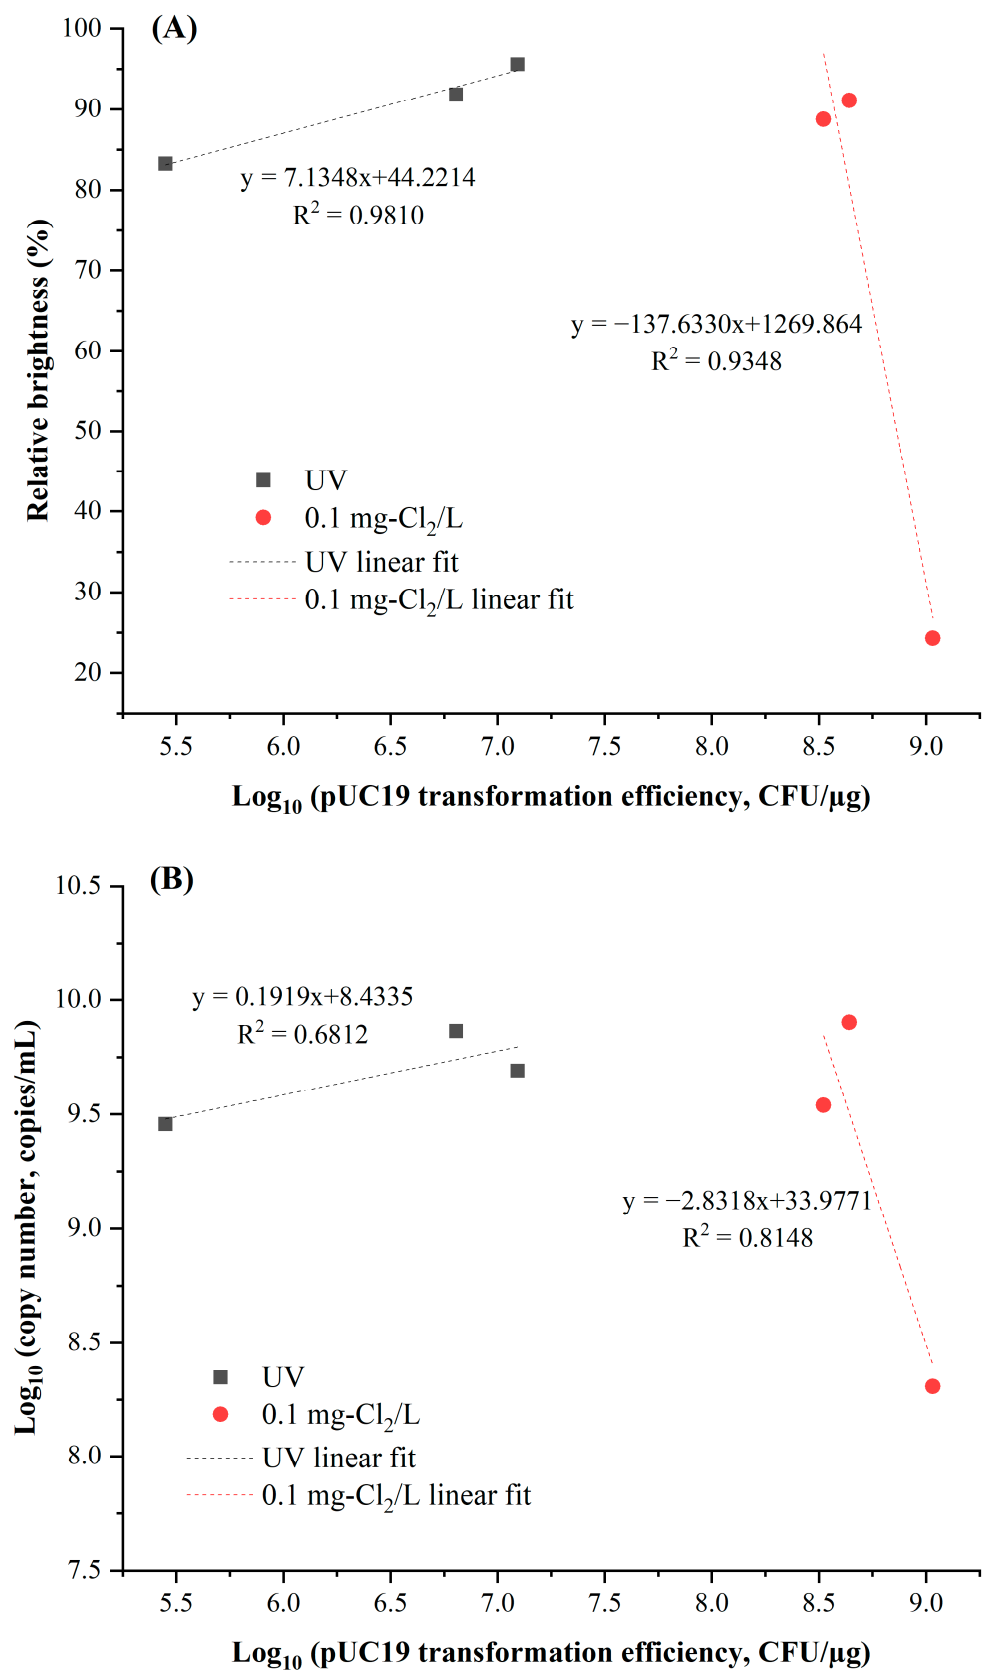 (A)
100
90
80
70
60
50
40
30
20
Relative brightness (%)
y = 7.1348x+44.2214
R² = 0.9810
y = −137.6330x+1269.864
R² = 0.9348
UV
0.1 mg-Cl₂/L
UV linear fit
0.1 mg-Cl₂/L linear fit
5.5 6.0 6.5 7.0 7.5 8.0 8.5 9.0
Log₁₀ (pUC19 transformation efficiency, CFU/μg)
(B)
10.5
10.0
9.5
9.0
8.5
8.0
7.5
Log₁₀ (copy number, copies/mL)
y = 0.1919x+8.4335
R² = 0.6812
y = −2.8318x+33.9771
R² = 0.8148
UV
0.1 mg-Cl₂/L
UV linear fit
0.1 mg-Cl₂/L linear fit
5.5 6.0 6.5 7.0 7.5 8.0 8.5 9.0
Log₁₀ (pUC19 transformation efficiency, CFU/μg)